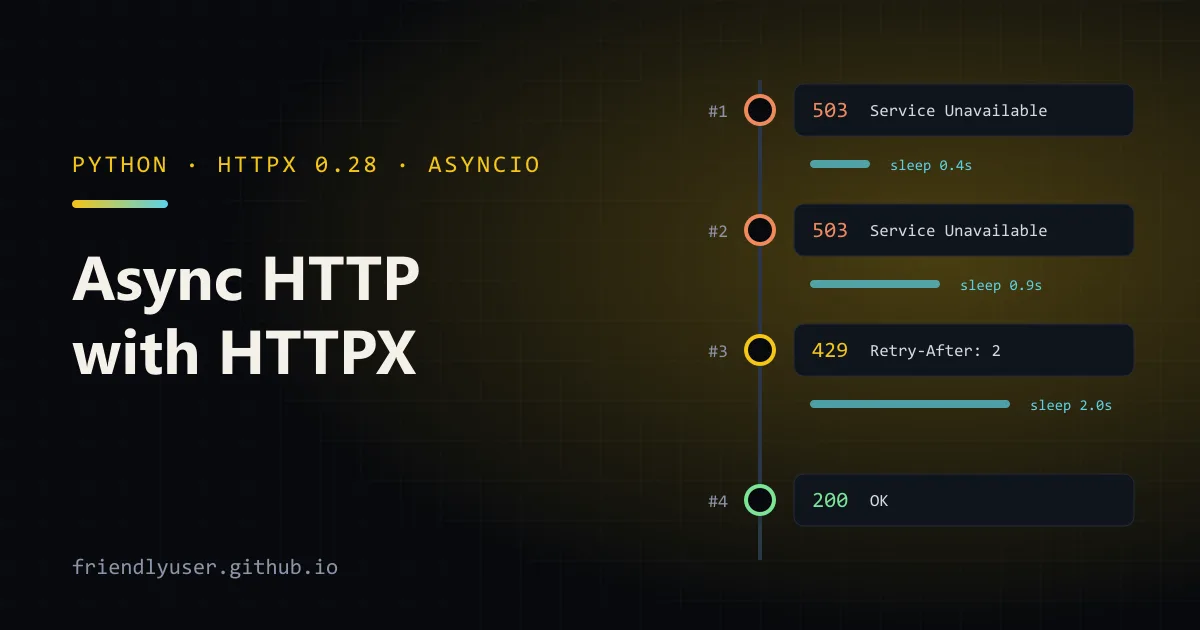 PYTHON · HTTPX 0.28 · ASYNCIO
Async HTTP
with HTTPX
friendlyuser.github.io
#1 503 Service Unavailable
sleep 0.4s
#2 503 Service Unavailable
sleep 0.9s
#3 429 Retry-After: 2
sleep 2.0s
#4 200 OK